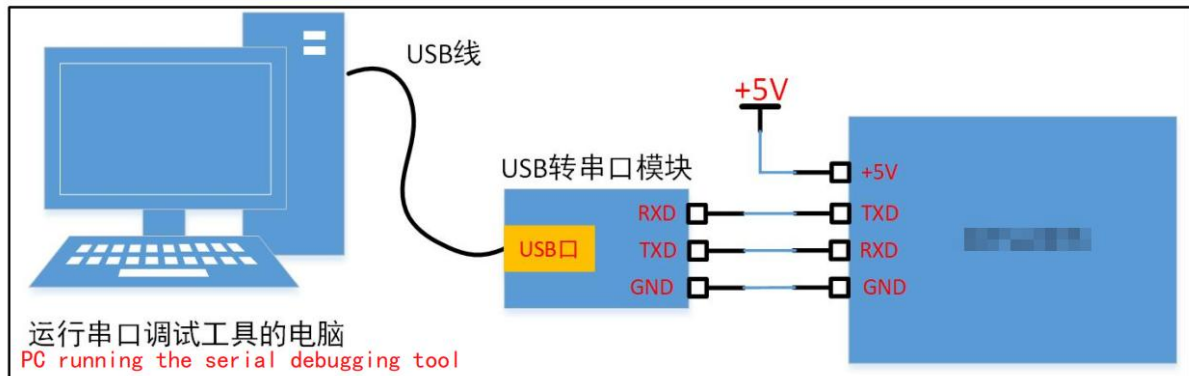 USB线
+5V
USB转串口模块
+5V
RXD
TXD
USB口
TXD
RXD
GND
GND
运行串口调试工具的电脑
PC running the serial debugging tool